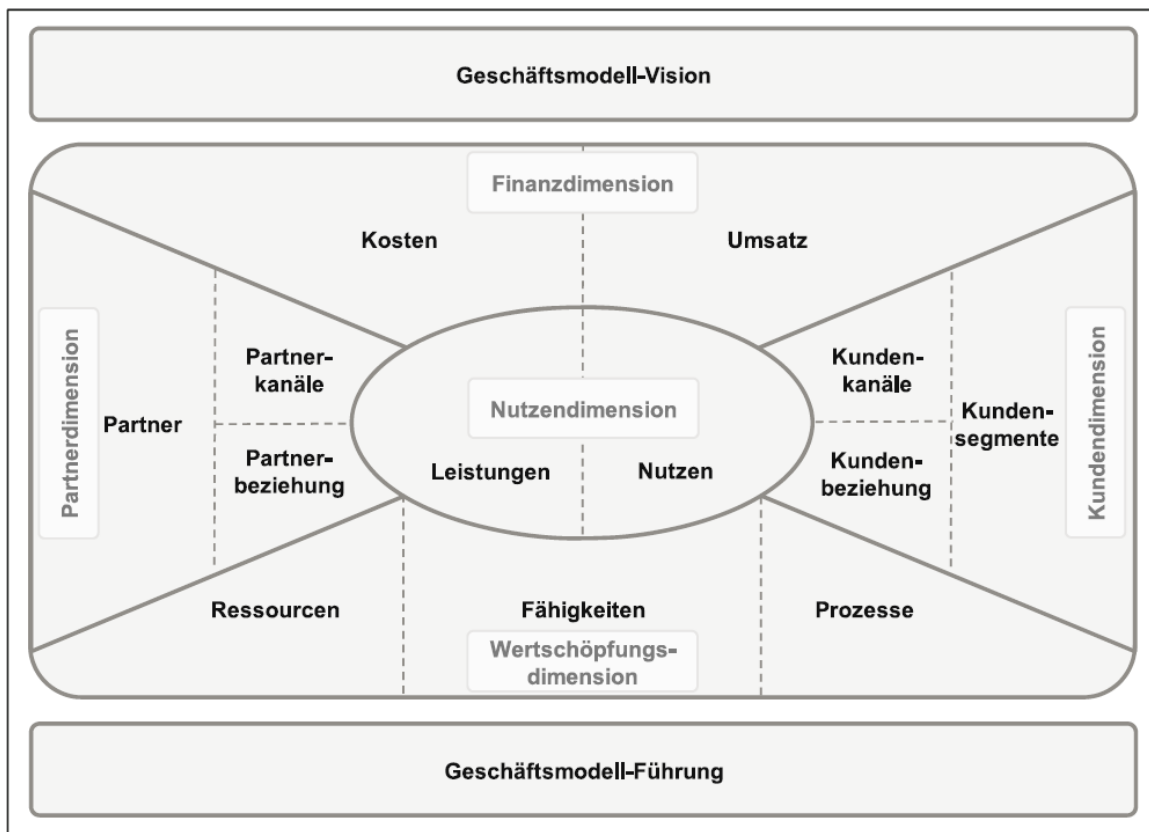 Geschäftsmodell-Vision
Finanzdimension
Kosten
Umsatz
Partnerdimension
Partner
Partner-
kanäle
Partner-
beziehung
Nutzendimension
Leistungen
Nutzen
Kunden-
kanäle
Kunden-
beziehung
Kunden-
segmente
Kundendimension
Ressourcen
Fähigkeiten
Prozesse
Wertschöpfungs-
dimension
Geschäftsmodell-Führung